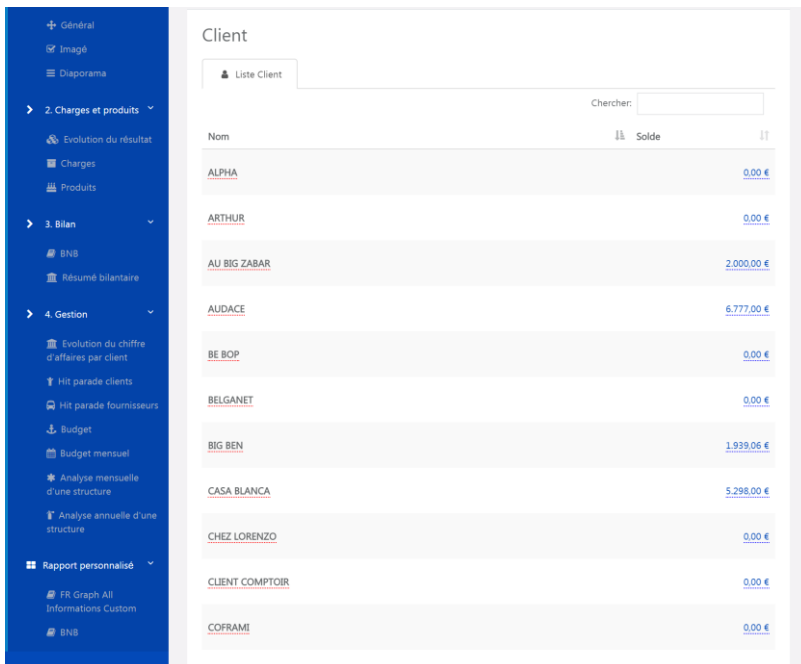 Général
Imagé
Diaporama
2. Charges et produits
Evolution du résultat
Charges
Produits
3. Bilan
BNB
Résumé bilantaire
4. Gestion
Evolution du chiffre
d'affaires par client
Hit parade clients
Hit parade fournisseurs
Budget
Budget mensuel
Analyse mensuelle
d'une structure
Analyse annuelle d'une
structure
Rapport personnalisé
FR Graph All
Informations Custom
BNB
Client
Liste Client
Chercher:
Nom Solde
ALPHA 0,00 €
ARTHUR 0,00 €
AU BIG ZABAR 2.000,00 €
AUDACE 6.777,00 €
BE BOP 0,00 €
BELGANET 0,00 €
BIG BEN 1.939,06 €
CASA BLANCA 5.298,00 €
CHEZ LORENZO 0,00 €
CLIENT COMPTOIR 0,00 €
COFRAMI 0,00 €